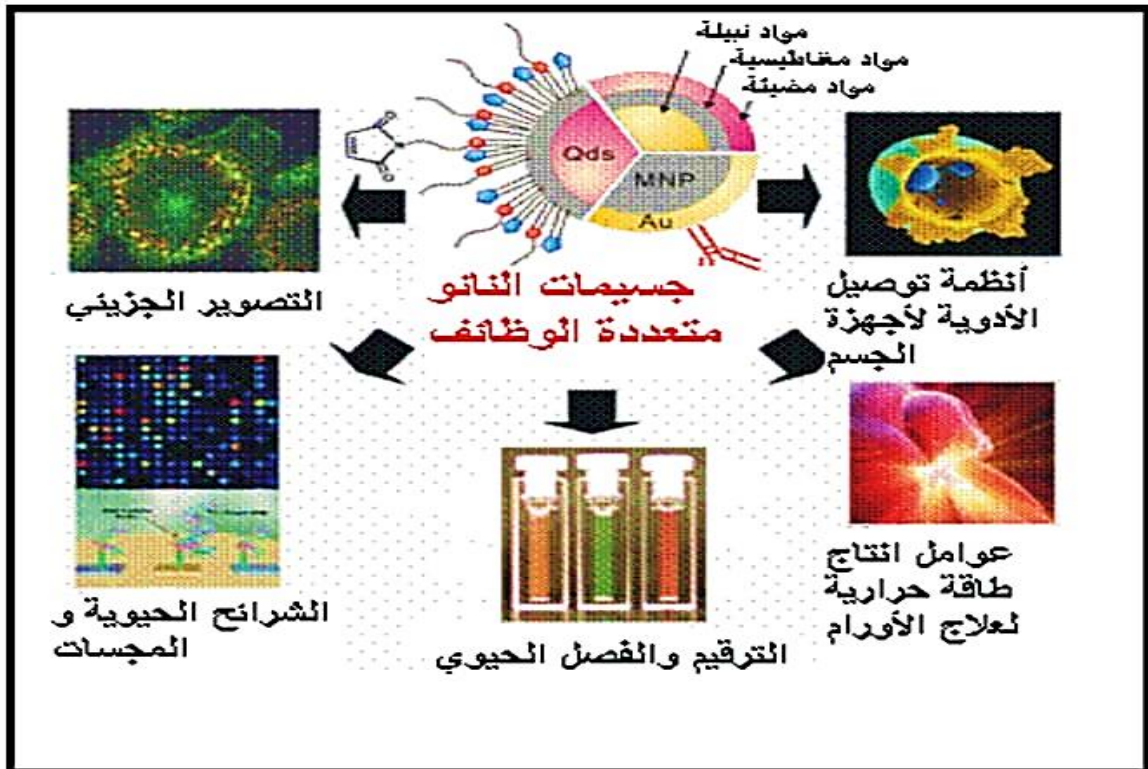 مواد نبيلة
مواد مغناطيسية
مواد مضيئة
Qds
MNP
Au
O
N
O
جسيمات النانو
متعددة الوظائف
التصوير الجزيئي
أنظمة توصيل
الأدوية لأجهزة
الجسم
الشرائح الحيوية و
المجسات
الترقيم والفصل الحيوي
عوامل انتاج
طاقة حرارية
لعلاج الأورام